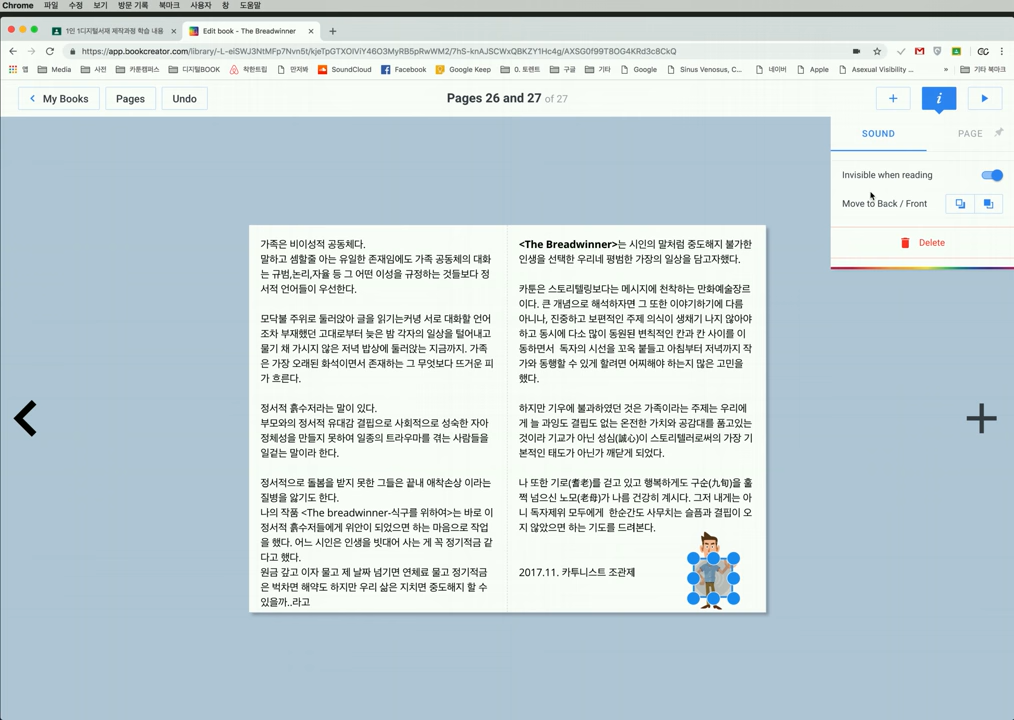 Chrome 파일 수정 보기 방문 기록 북마크 사용자 창 도움말
1인 1디지털서재 제작과정 학습 내용
Edit book - The Breadwinner
https://app.bookcreator.com/library/-L-eiSWJ3NtMFp7Nvn5t/kjeTpGTXOIViY46O3MyRB5pRwWM2/7hS-knAJSCWxQBKZY1Hc4g/AXSG0f99T8OG4KRd3c8CkQ
앱 Media 사전 카툰캠퍼스 디지털BOOK 착한트립 만저봐 SoundCloud Facebook Google Keep 0. 토렌트 구글 기타 Google Sinus Venosus, C... 네이버 Apple Asexual Visibility ... » 기타 북마크
My Books Pages Undo Pages 26 and 27 of 27
SOUND PAGE
Invisible when reading
Move to Back / Front
Delete
가족은 비이성적 공동체다.
말하고 셈할줄 아는 유일한 존재임에도 가족 공동체의 대화
는 규범,논리,자율 등 그 어떤 이성을 규정하는 것들보다 정
서적 언어들이 우선한다.
모닥불 주위로 둘러앉아 글을 읽기는커녕 서로 대화할 언어
조차 부재했던 고대로부터 늦은 밤 각자의 일상을 털어내고
물기 채 가시지 않은 저녁 밥상에 둘러앉는 지금까지. 가족
은 가장 오래된 화석이면서 존재하는 그 무엇보다 뜨거운 피
가 흐른다.
정서적 흙수저라는 말이 있다.
부모와의 정서적 유대감 결핍으로 사회적으로 성숙한 자아
정체성을 만들지 못하여 일종의 트라우마를 겪는 사람들을
일컫는 말이라 한다.
정서적으로 돌봄을 받지 못한 그들은 끝내 애착손상 이라는
질병을 앓기도 한다.
나의 작품 <The breadwinner-식구를 위하여>는 바로 이
정서적 흙수저들에게 위안이 되었으면 하는 마음으로 작업
을 했다. 어느 시인은 인생을 빗대어 사는 게 꼭 정기적금 같
다고 했다.
원금 갚고 이자 물고 제 날짜 넘기면 연체료 물고 정기적금
은 벅차면 해약도 하지만 우리 삶은 지치면 중도해지 할 수
있을까..라고
<The Breadwinner>는 시인의 말처럼 중도해지 불가한
인생을 선택한 우리네 평범한 가장의 일상을 담고자했다.
카툰은 스토리텔링보다는 메시지에 천착하는 만화예술장르
이다. 큰 개념으로 해석하자면 그 또한 이야기하기에 다름
아니나, 진중하고 보편적인 주제 의식이 생채기 나지 않아야
하고 동시에 다소 많이 동원된 변칙적인 칸과 칸 사이를 이
동하면서 독자의 시선을 꼬옥 붙들고 아침부터 저녁까지 작
가와 동행할 수 있게 할려면 어찌해야 하는지 많은 고민을
했다.
하지만 기우에 불과하였던 것은 가족이라는 주제는 우리에
게 늘 과잉도 결핍도 없는 온전한 가치와 공감대를 품고있는
것이라 기교가 아닌 성심(誠心)이 스토리텔러로써의 가장 기
본적인 태도가 아닌가 깨닫게 되었다.
나 또한 기로(耆老)를 걷고 있고 행복하게도 구순(九旬)을 훌
쩍 넘으신 노모(老母)가 나름 건강히 계시다. 그저 내게는 아
니 독자제위 모두에게 한순간도 사무치는 슬픔과 결핍이 오
지 않았으면 하는 기도를 드려본다.
2017.11. 카투니스트 조관제